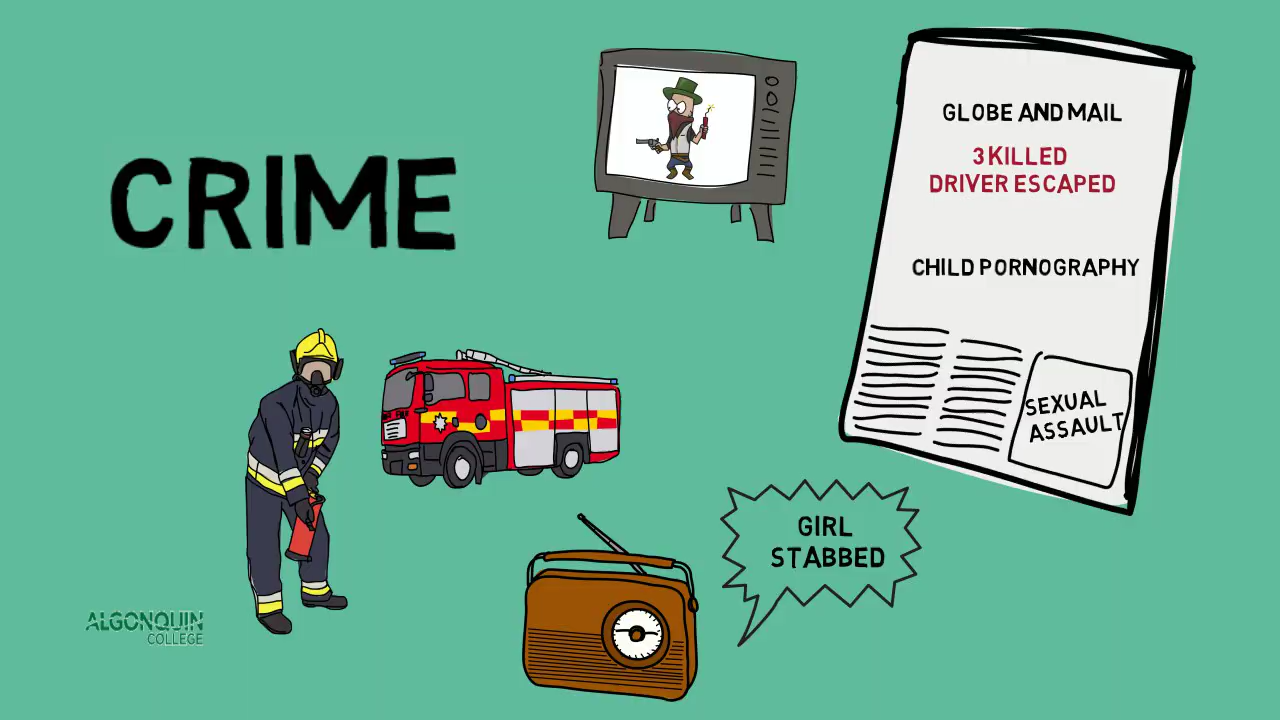 CRIME
GLOBE AND MAIL
3 KILLED
DRIVER ESCAPED
CHILD PORNOGRAPHY
SEXUAL
ASSAULT
GIRL
STABBED
ALGONQUIN
COLLEGE